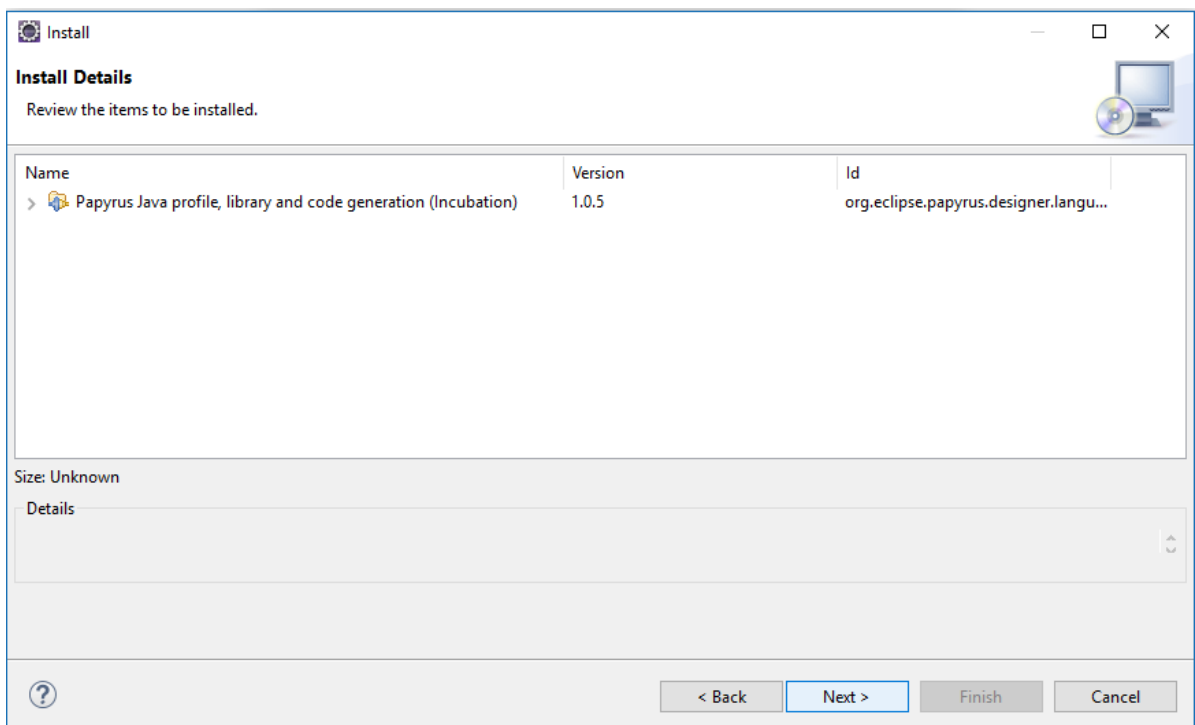 Install
Install Details
Review the items to be installed.
Name Version Id
Papyrus Java profile, library and code generation (Incubation) 1.0.5 org.eclipse.papyrus.designer.langu...
Size: Unknown
Details
? < Back Next > Finish Cancel